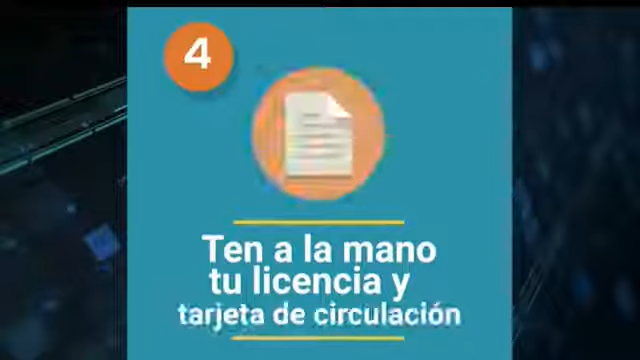 4
Ten a la mano
tu licencia y
tarjeta de circulación